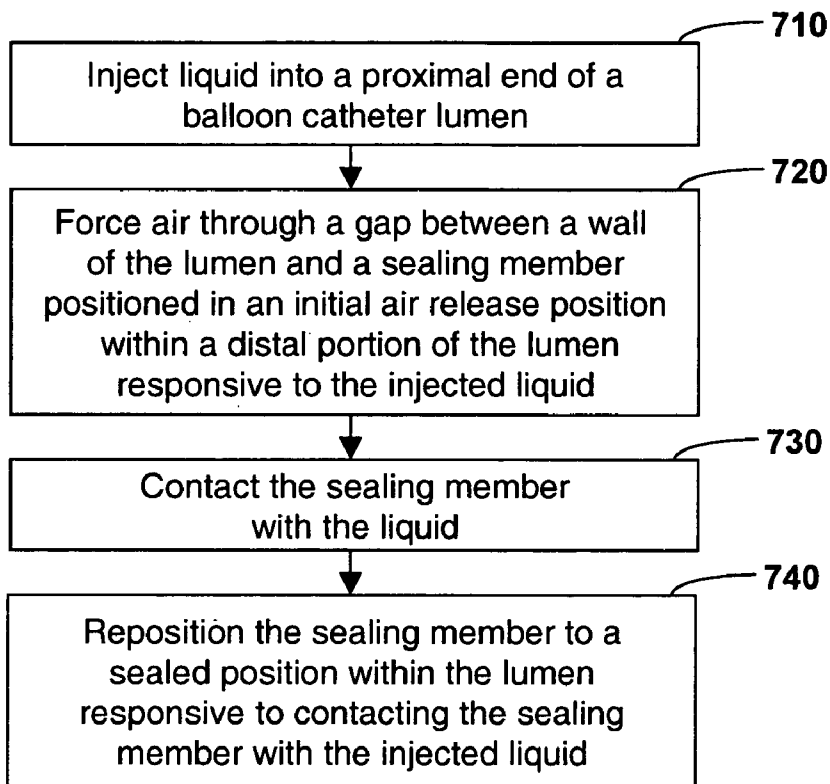 710
Inject liquid into a proximal end of a
balloon catheter lumen
720
Force air through a gap between a wall
of the lumen and a sealing member
positioned in an initial air release position
within a distal portion of the lumen
responsive to the injected liquid
730
Contact the sealing member
with the liquid
740
Reposition the sealing member to a
sealed position within the lumen
responsive to contacting the sealing
member with the injected liquid